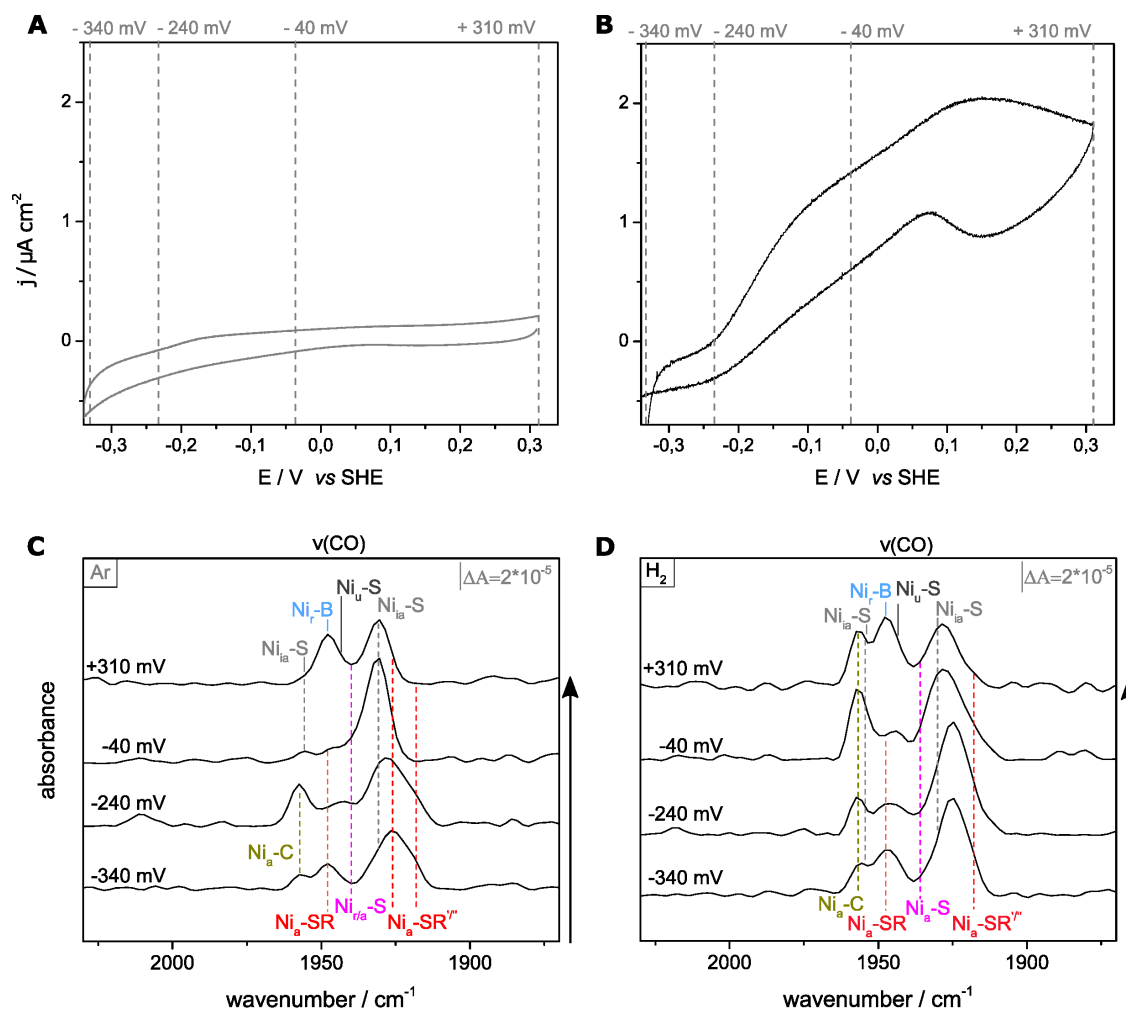 A
- 340 mV
- 240 mV
- 40 mV
+ 310 mV
B
- 340 mV
- 240 mV
- 40 mV
+ 310 mV
j / µA cm-2
2
1
0
-0,3
-0,2
-0,1
0,0
0,1
0,2
0,3
E / V vs SHE
2
1
0
-0,3
-0,2
-0,1
0,0
0,1
0,2
0,3
E / V vs SHE
C
ν(CO)
Ar
ΔA=2*10-5
Niu-S
Nir-B
Niia-S
Niia-S
+310 mV
-40 mV
-240 mV
Nia-C
-340 mV
Nir/a-S
Nia-SR
Nia-SR'/''
absorbance
2000
1950
1900
wavenumber / cm-1
D
ν(CO)
H2
ΔA=2*10-5
Nir-B
Niu-S
Niia-S
Niia-S
+310 mV
-40 mV
-240 mV
-340 mV
Nia-C
Nia-S
Nia-SR
Nia-SR'/''
2000
1950
1900
wavenumber / cm-1